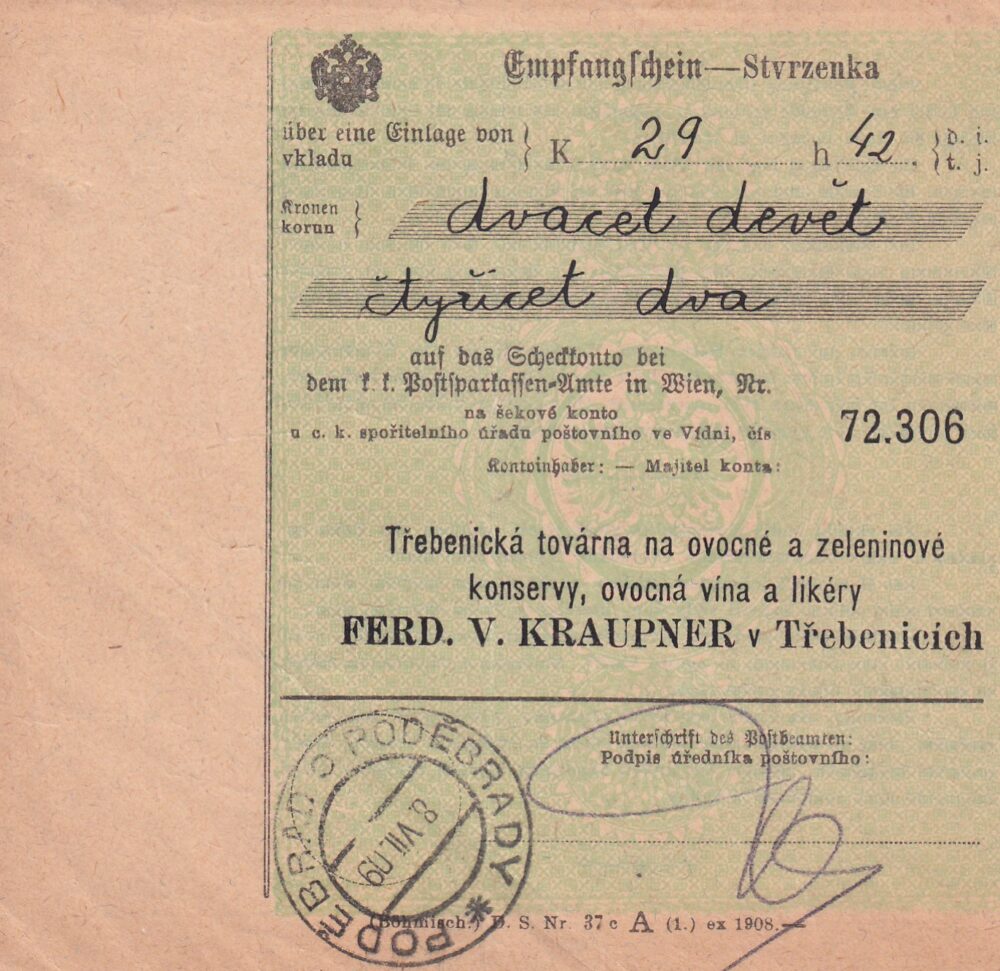 Empfangschein—Stvrzenka
über eine Einlage von } K 29 h 42. } d. i.
vkladu t. j.
Kronen } dvacet devět
korun
čtyřicet dva
auf das Scheckkonto bei
dem k. k. Postsparkassen-Amte in Wien, Nr.
na šekové konto
u c. k. spořitelního úřadu poštovního ve Vídni, čís 72.306
Kontoinhaber: — Majitel konta:
Třebenická továrna na ovocné a zeleninové
konservy, ovocná vína a likéry
FERD. V. KRAUPNER v Třebenicích
Unterschrift des Postbeamten:
Podpis úředníka poštovního:
PODĚBRAD PODĚBRADY *
8. VII. 09
(Böhmisch.) D. S. Nr. 37 c A (1.) ex 1908.—